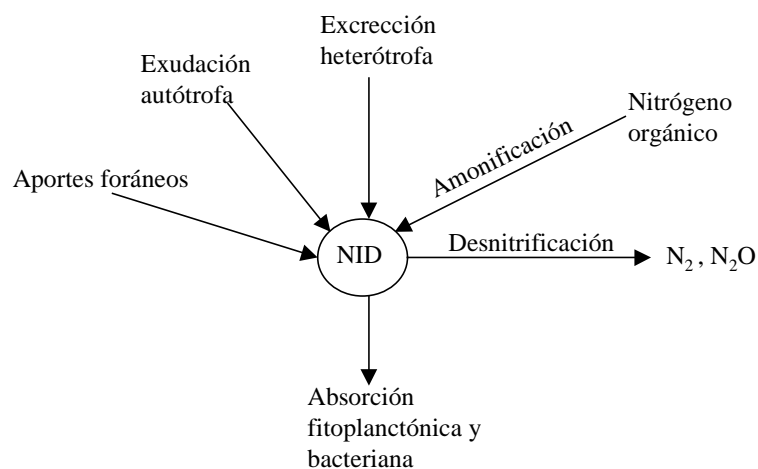 Excrección
heterótrofa
Exudación
autótrofa
Nitrógeno
orgánico
Amonificación
Aportes foráneos
NID
Desnitrificación
N₂ , N₂O
Absorción
fitoplanctónica y
bacteriana